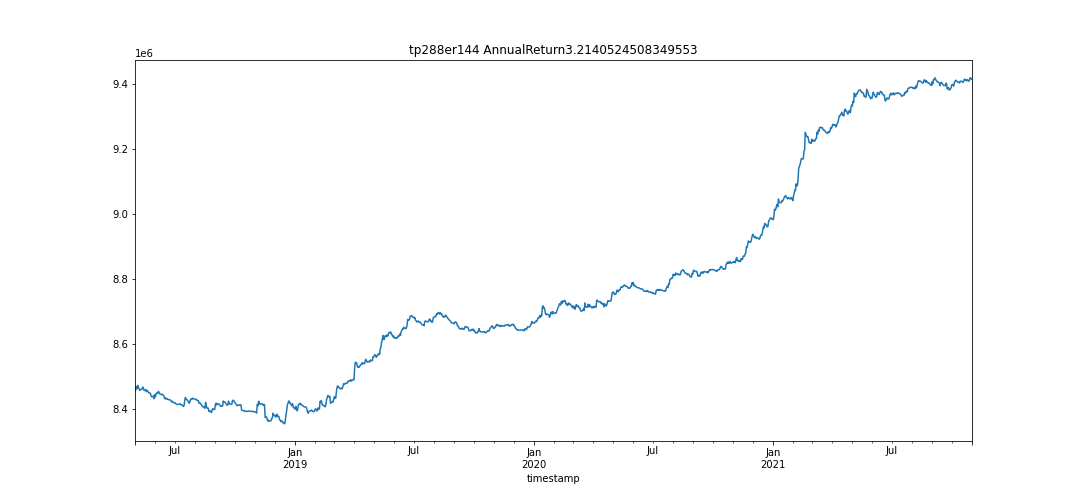 tp288er144 AnnualReturn3.2140524508349553
1e6
9.4
9.2
9.0
8.8
8.6
8.4
Jul Jan Jul Jan Jul Jan Jul
2019 2020 2021
timestamp